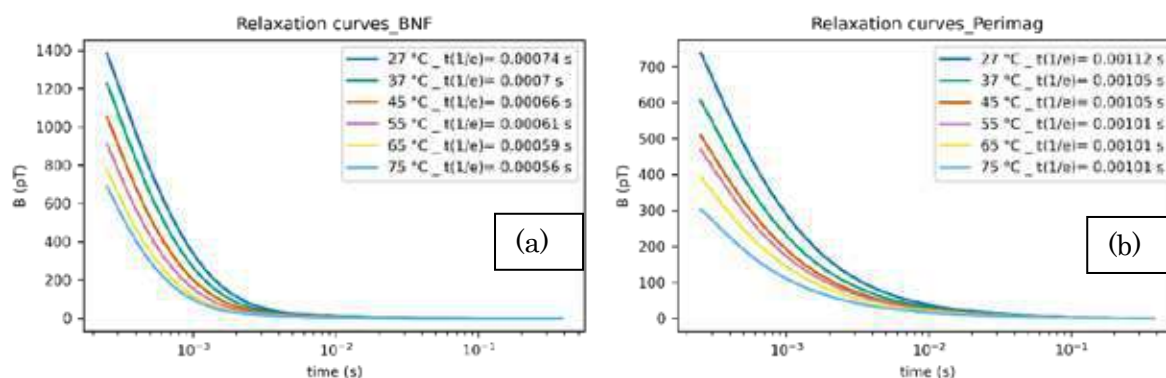 Relaxation curves_BNF
1400
1200
1000
800
600
400
200
0
B (pT)
27 °C _ t(1/e)= 0.00074 s
37 °C_ t(1/e)= 0.0007 s
45 °C_ t(1/e)= 0.00066 s
55 °C _ t(1/e)= 0.00061 s
65 °C_ t(1/e)= 0.00059 s
75 °C _ t(1/e)= 0.00056 s
(a)
10⁻³
10⁻²
10⁻¹
time (s)
Relaxation curves_Perimag
700
600
500
400
300
200
100
0
B (pT)
27 °C _ t(1/e)= 0.00112 s
37 °C _ t(1/e)= 0.00105 s
45 °C _ t(1/e)= 0.00105 s
55 °C _ t(1/e)= 0.00101 s
65 °C _ t(1/e)= 0.00101 s
75 °C _ t(1/e)= 0.00101 s
(b)
10⁻³
10⁻²
10⁻¹
time (s)